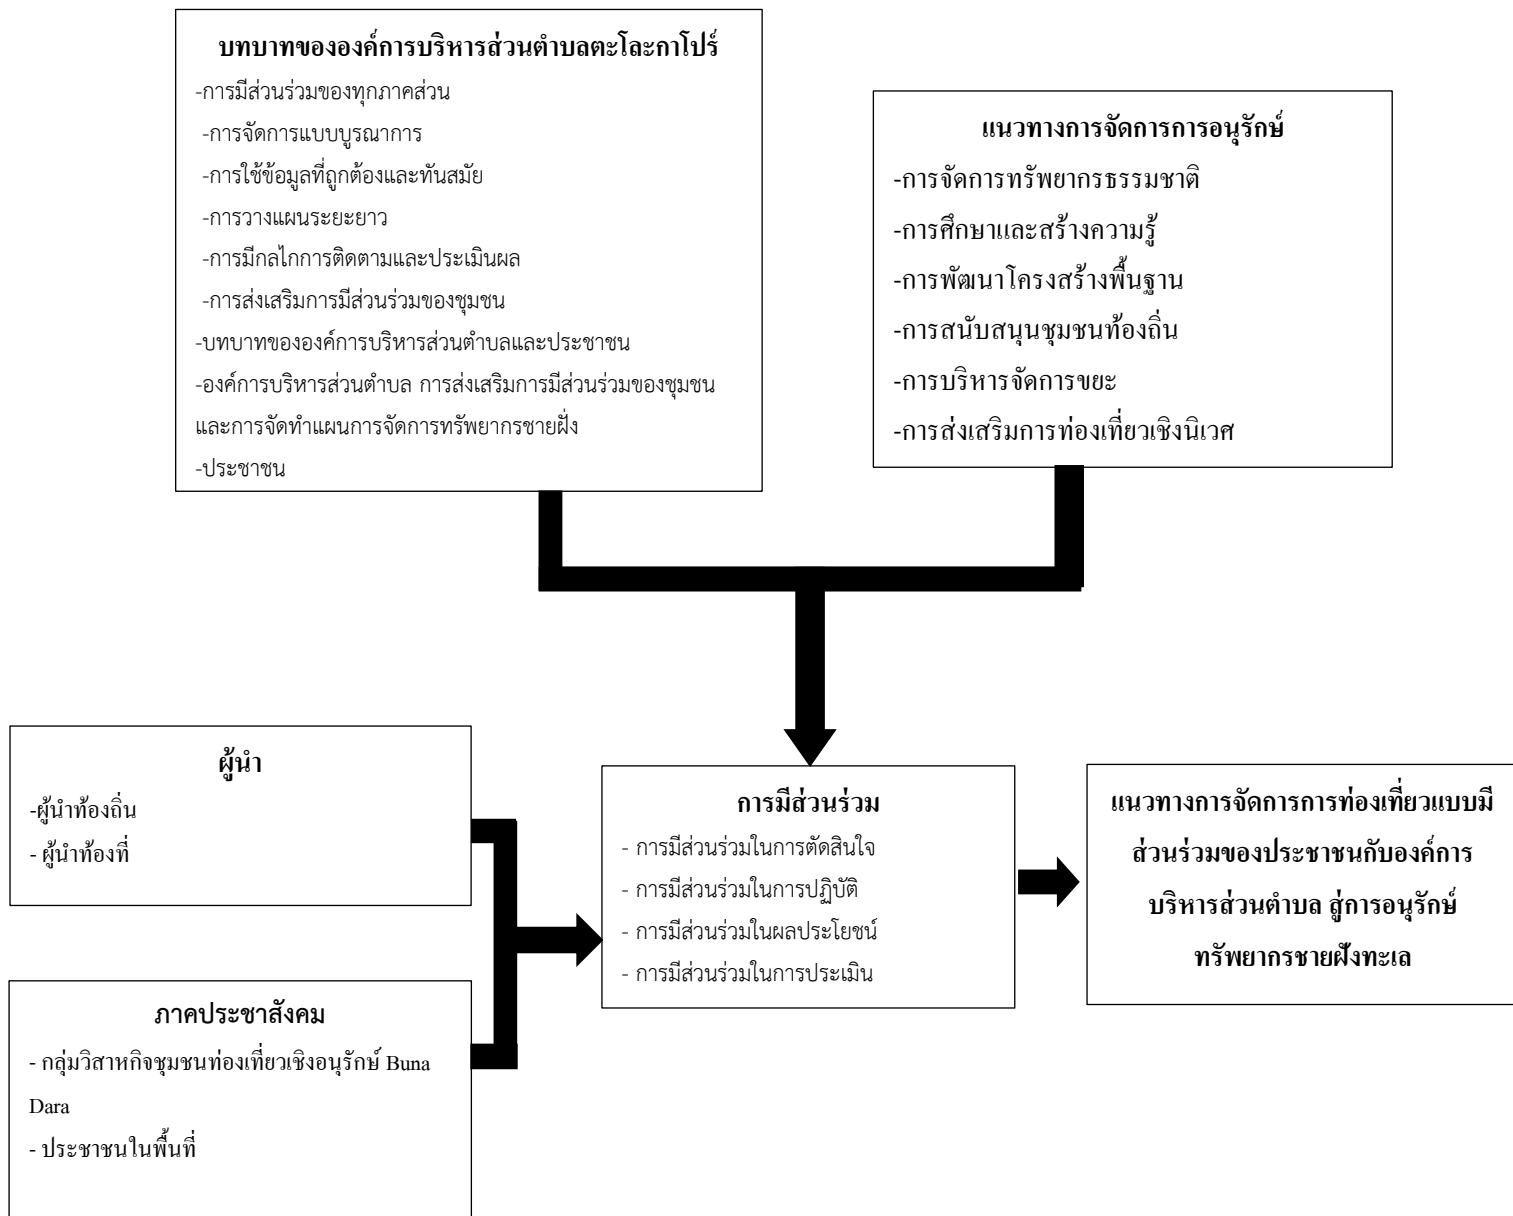 บทบาทขององค์การบริหารส่วนตำบลตะโละกาโปร์
-การมีส่วนร่วมของทุกภาคส่วน
-การจัดการแบบบูรณาการ
-การใช้ข้อมูลที่ถูกต้องและทันสมัย
-การวางแผนระยะยาว
-การมีกลไกการติดตามและประเมินผล
-การส่งเสริมการมีส่วนร่วมของชุมชน
-บทบาทขององค์การบริหารส่วนตำบลและประชาชน
-องค์การบริหารส่วนตำบล การส่งเสริมการมีส่วนร่วมของชุมชน
และการจัดทำแผนการจัดการทรัพยากรชายฝั่ง
-ประชาชน
แนวทางการจัดการการอนุรักษ์
-การจัดการทรัพยากรธรรมชาติ
-การศึกษาและสร้างความรู้
-การพัฒนาโครงสร้างพื้นฐาน
-การสนับสนุนชุมชนท้องถิ่น
-การบริหารจัดการขยะ
-การส่งเสริมการท่องเที่ยวเชิงนิเวศ
ผู้นำ
-ผู้นำท้องถิ่น
- ผู้นำท้องที่
ภาคประชาสังคม
- กลุ่มวิสาหกิจชุมชนท่องเที่ยวเชิงอนุรักษ์ Buna
Dara
- ประชาชนในพื้นที่
การมีส่วนร่วม
- การมีส่วนร่วมในการตัดสินใจ
- การมีส่วนร่วมในการปฏิบัติ
- การมีส่วนร่วมในผลประโยชน์
- การมีส่วนร่วมในการประเมิน
แนวทางการจัดการการท่องเที่ยวแบบมี
ส่วนร่วมของประชาชนกับองค์การ
บริหารส่วนตำบล สู่การอนุรักษ์
ทรัพยากรชายฝั่งทะเล